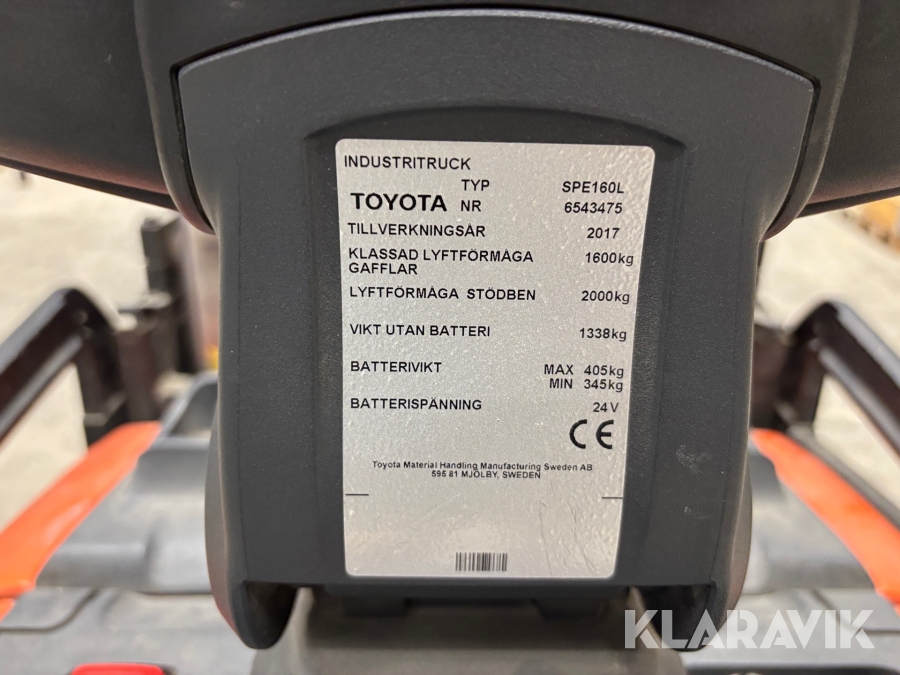 INDUSTRITRUCK
TYP SPE160L
TOYOTA NR 6543475
TILLVERKNINGSÅR 2017
KLASSAD LYFTFÖRMÅGA 1600kg
GAFFLAR
LYFTFÖRMÅGA STÖDBEN 2000kg
VIKT UTAN BATTERI 1338kg
BATTERIVIKT MAX 405kg
MIN 345kg
BATTERISPÄNNING 24V
CE
Toyota Material Handling Manufacturing Sweden AB
595 81 MJÖLBY, SWEDEN
KLARAVIK